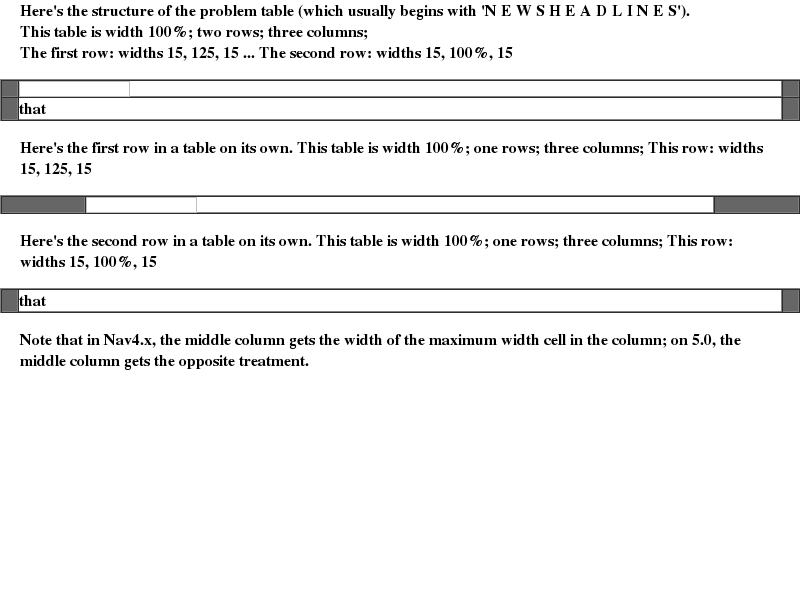 Here's the structure of the problem table (which usually begins with 'N E W S H E A D L I N E S').
This table is width 100%; two rows; three columns;
The first row: widths 15, 125, 15 ... The second row: widths 15, 100%, 15
that
Here's the first row in a table on its own. This table is width 100%; one rows; three columns; This row: widths
15, 125, 15
Here's the second row in a table on its own. This table is width 100%; one rows; three columns; This row:
widths 15, 100%, 15
that
Note that in Nav4.x, the middle column gets the width of the maximum width cell in the column; on 5.0, the
middle column gets the opposite treatment.